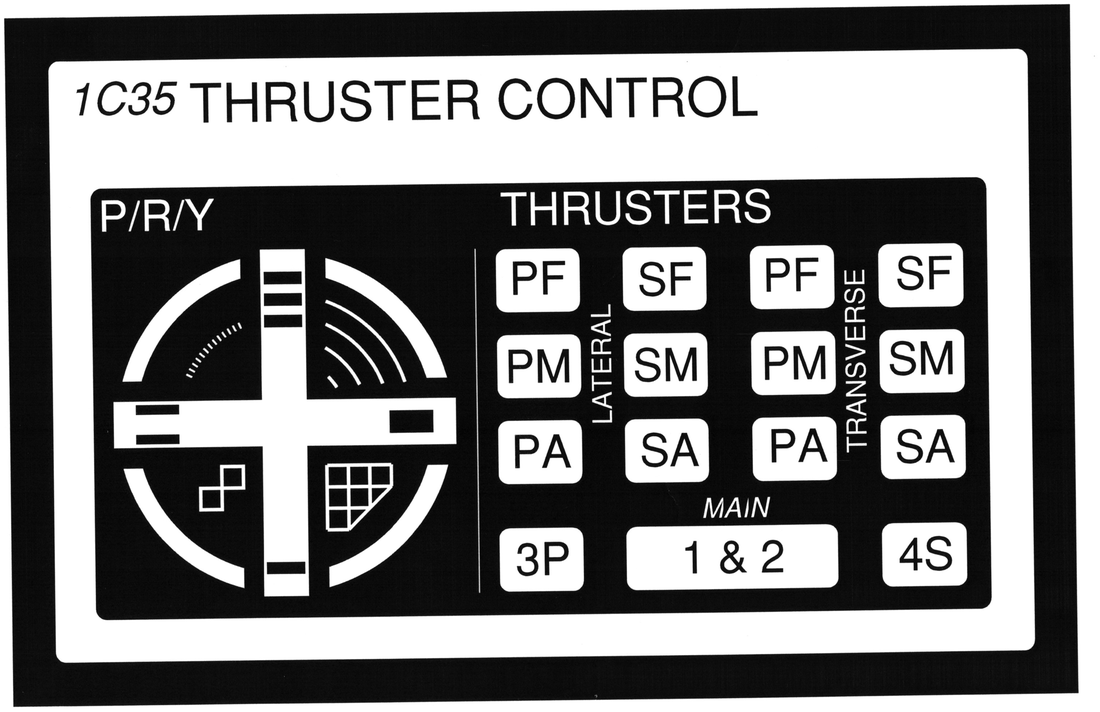 1C35 THRUSTER CONTROL
P/R/Y
THRUSTERS
PF SF PF SF
LATERAL
TRANSVERSE
PM SM PM SM
PA SA PA SA
MAIN
3P 1 & 2 4S